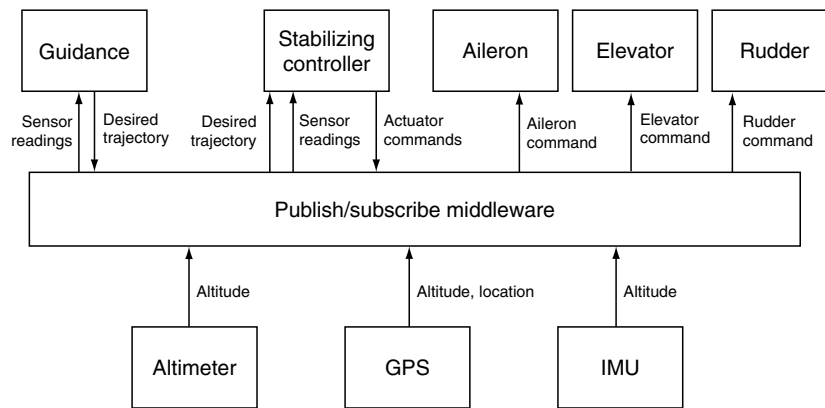 Guidance
Stabilizing
controller
Aileron
Elevator
Rudder
Sensor
readings
Desired
trajectory
Desired
trajectory
Sensor
readings
Actuator
commands
Aileron
command
Elevator
command
Rudder
command
Publish/subscribe middleware
Altitude
Altitude, location
Altitude
Altimeter
GPS
IMU